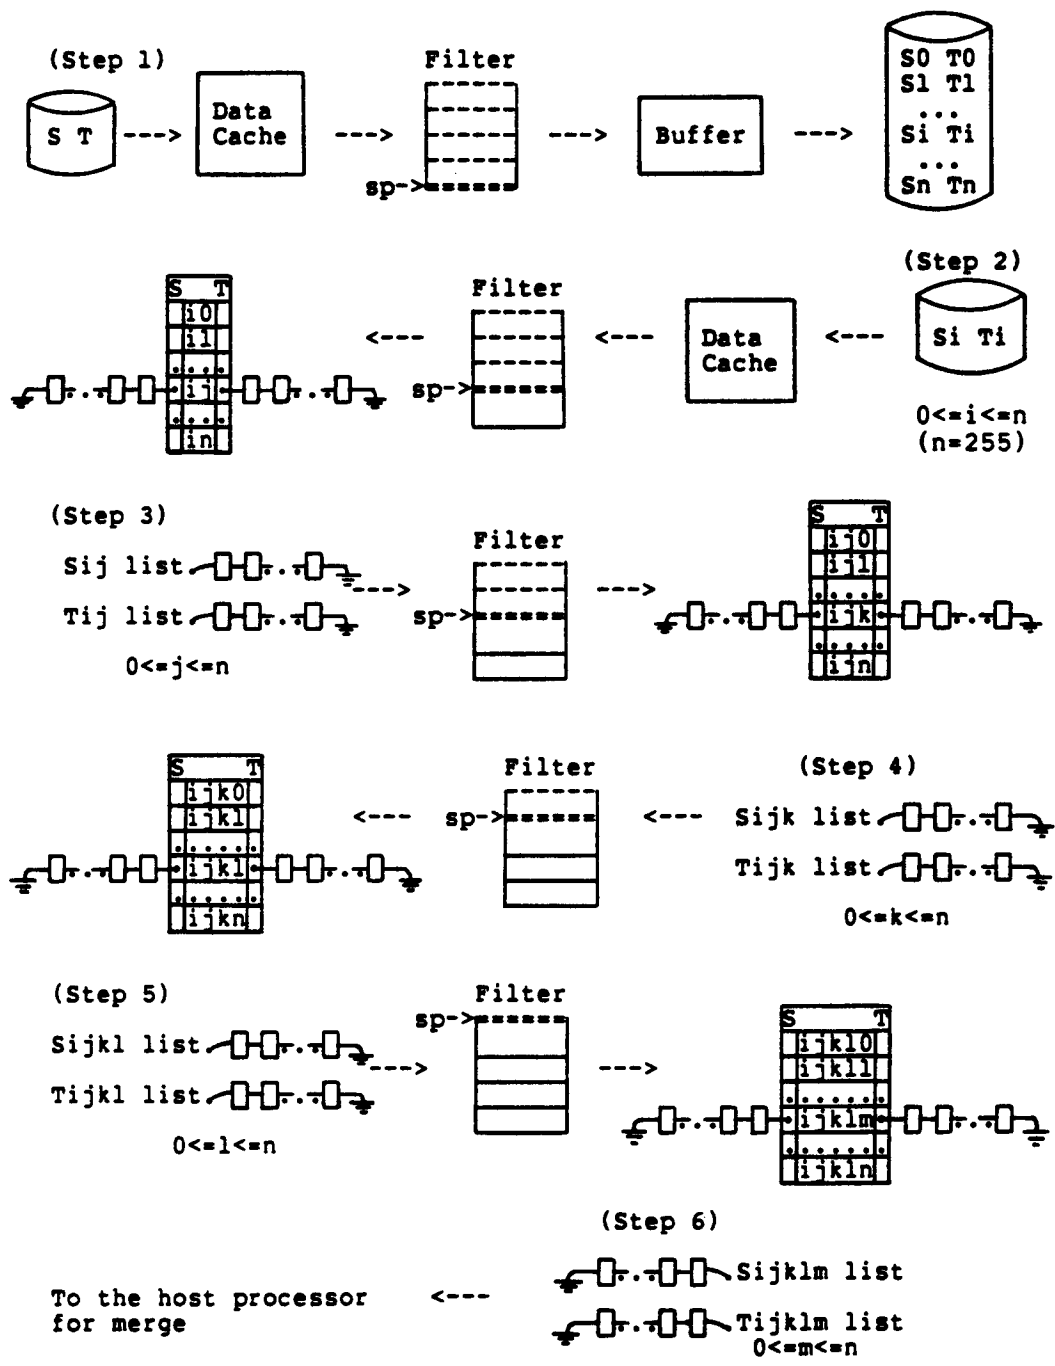 (Step 1)
Filter
S T
--->
Data
Cache
--->
sp->
--->
Buffer
--->
S0 T0
S1 T1
...
Si Ti
...
Sn Tn
(Step 2)
S T
i0
i1
.....
ij
.....
in
<---
Filter
sp->
<---
Data
Cache
<---
Si Ti
0<=i<=n
(n=255)
(Step 3)
Sij list
Tij list
0<=j<=n
--->
Filter
sp->
--->
S T
ij0
ij1
.....
ijk
.....
ijn
(Step 4)
S T
ijk0
ijk1
......
ijkl
......
ijkn
<---
Filter
sp->
<---
Sijk list
Tijk list
0<=k<=n
(Step 5)
Sijkl list
Tijkl list
0<=l<=n
--->
Filter
sp->
--->
S T
ijkl0
ijkl1
.......
ijklm
.......
ijkln
(Step 6)
Sijklm list
Tijklm list
0<=m<=n
<---
To the host processor
for merge